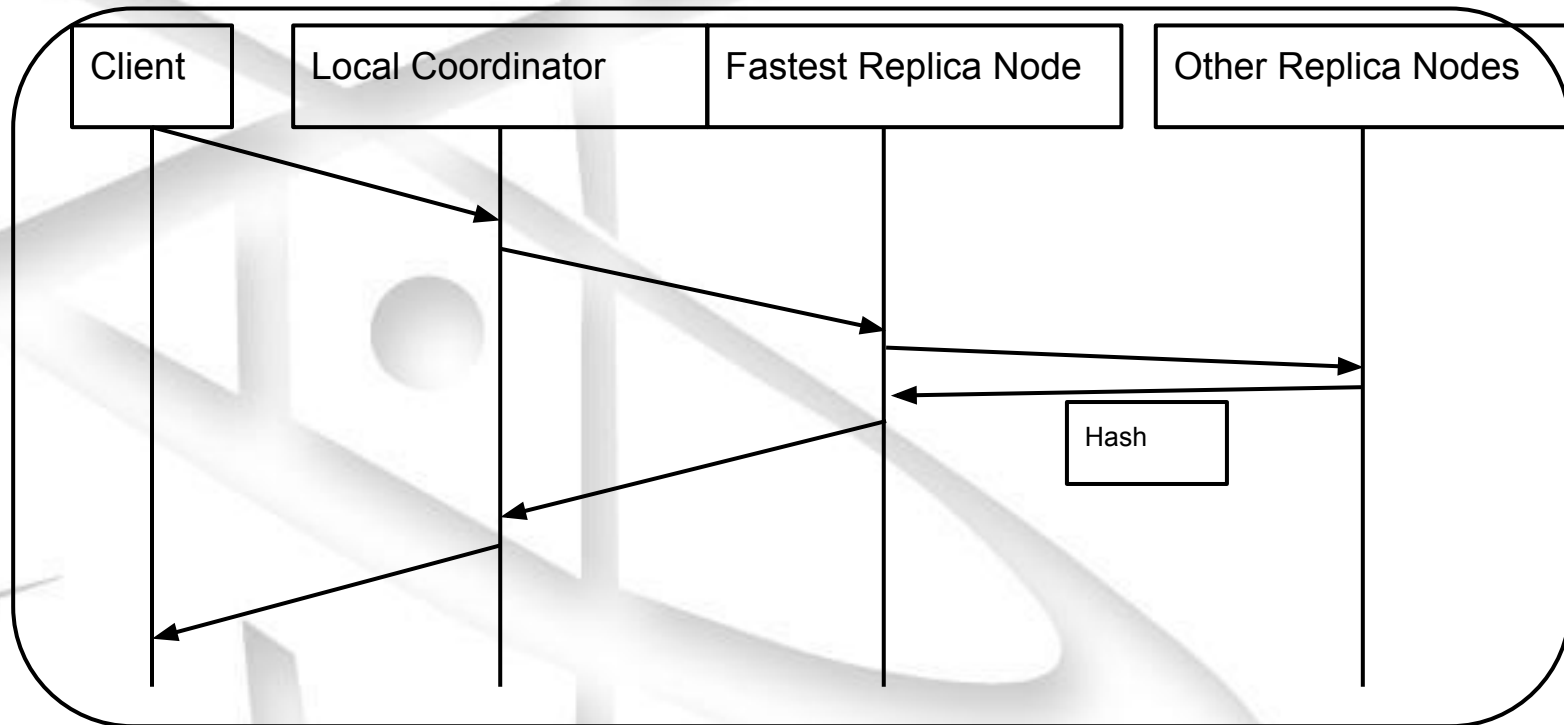 Client
Local Coordinator
Fastest Replica Node
Other Replica Nodes
Hash